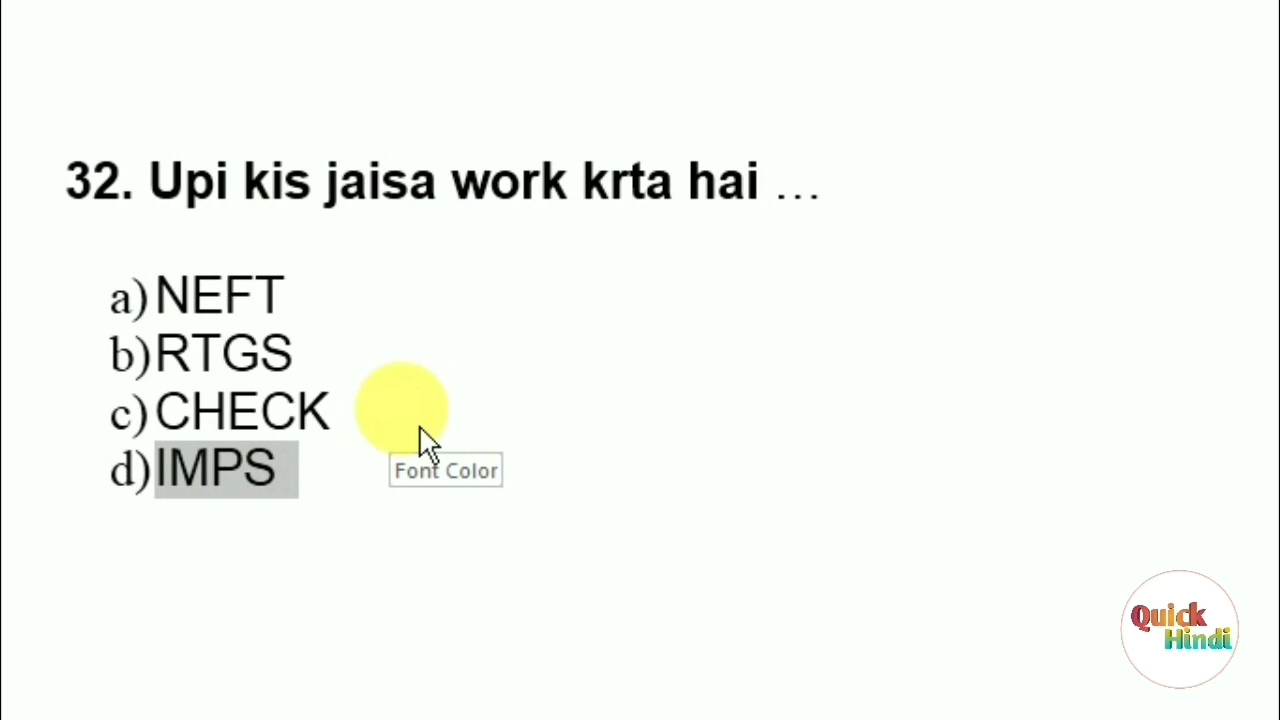 32. Upi kis jaisa work krta hai ...
a) NEFT
b) RTGS
c) CHECK
d) IMPS
Font Color
Quick
Hindi